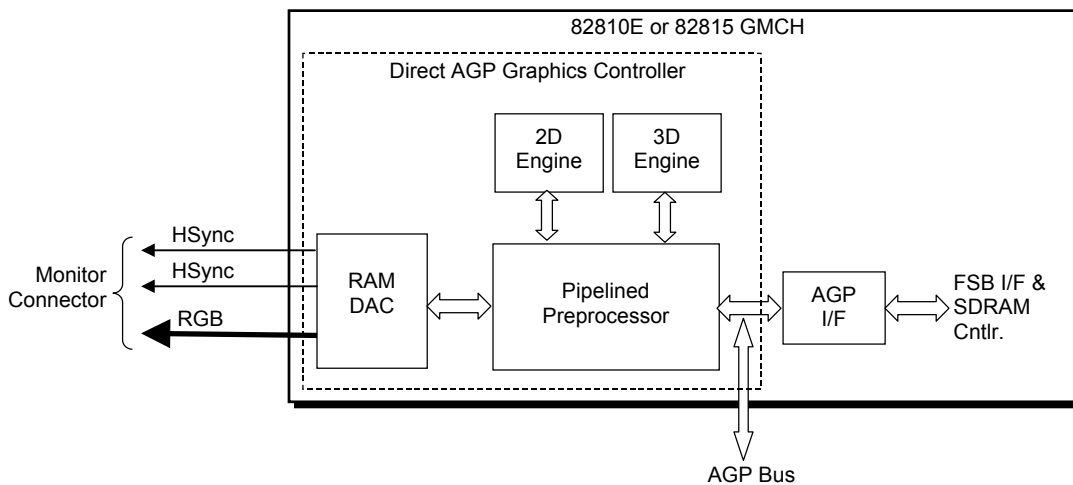 82810E or 82815 GMCH
Direct AGP Graphics Controller
2D
Engine
3D
Engine
HSync
HSync
RGB
Monitor
Connector
RAM
DAC
Pipelined
Preprocessor
AGP
I/F
FSB I/F &
SDRAM
Cntlr.
AGP Bus